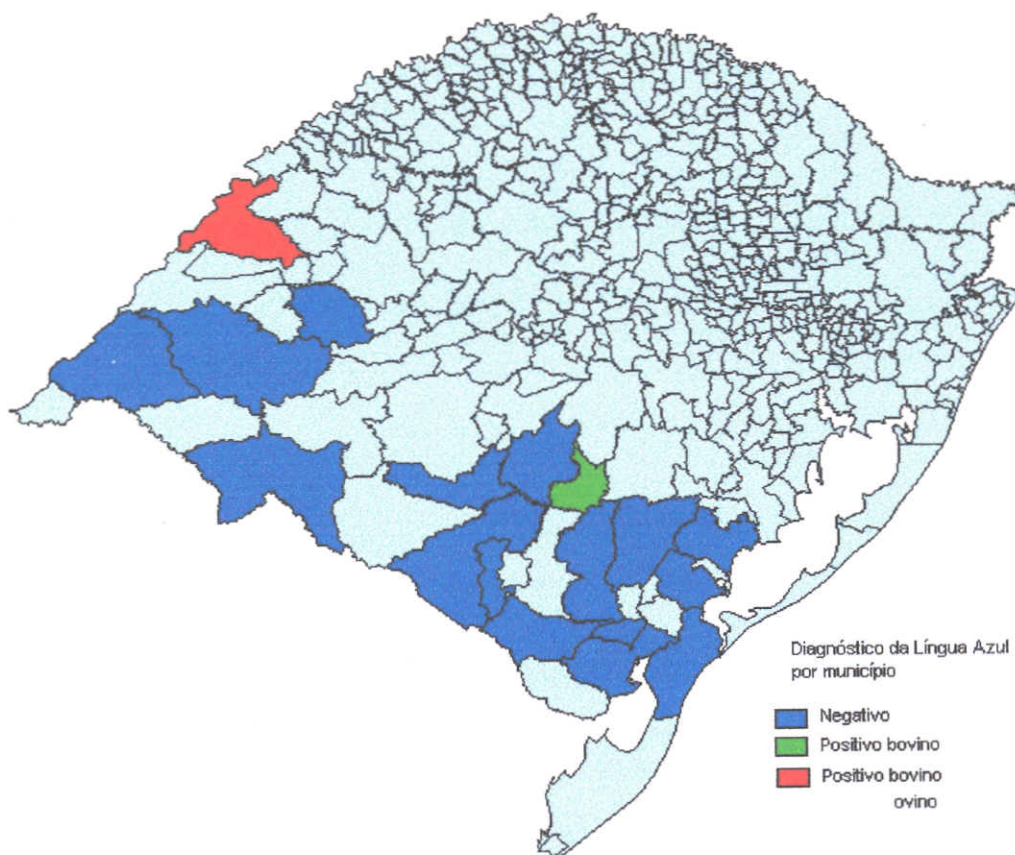 Diagnóstico da Língua Azul
por município
Negativo
Positivo bovino
Positivo bovino
ovino